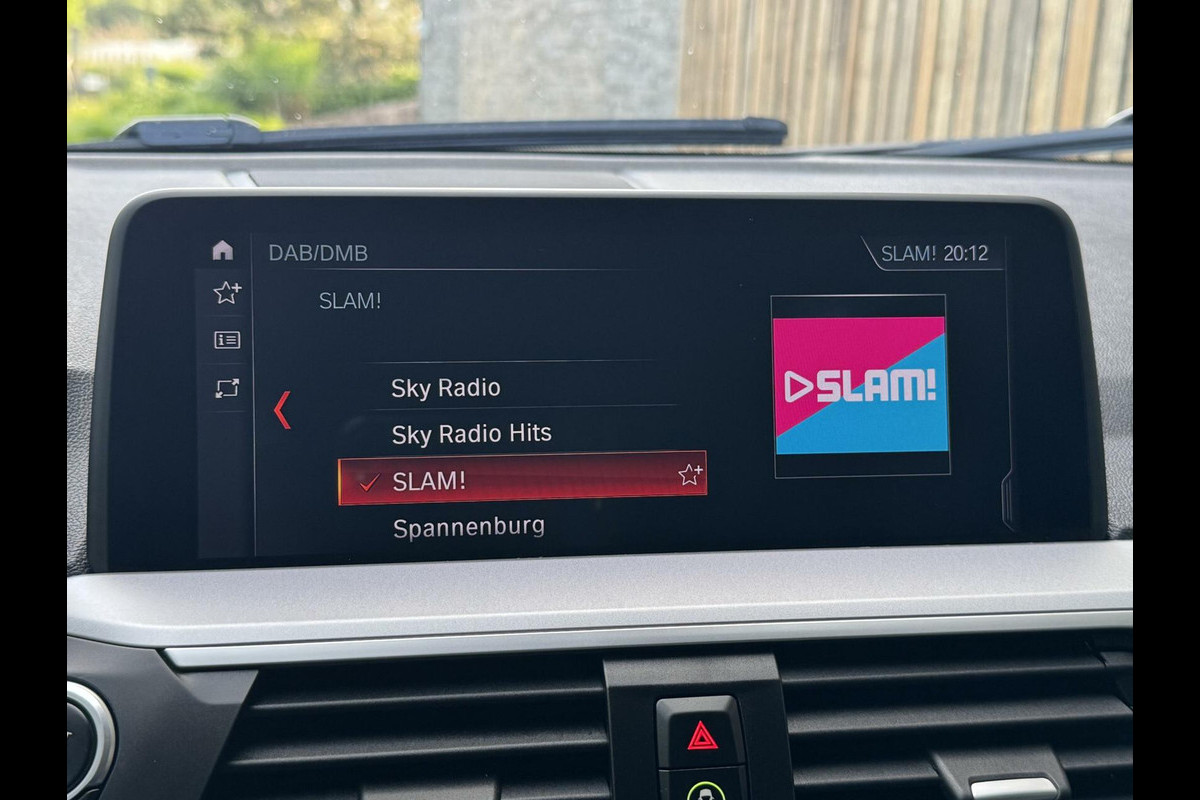 DAB/DMB
SLAM! 20:12
SLAM!
Sky Radio
Sky Radio Hits
SLAM!
Spannenburg
SLAM!